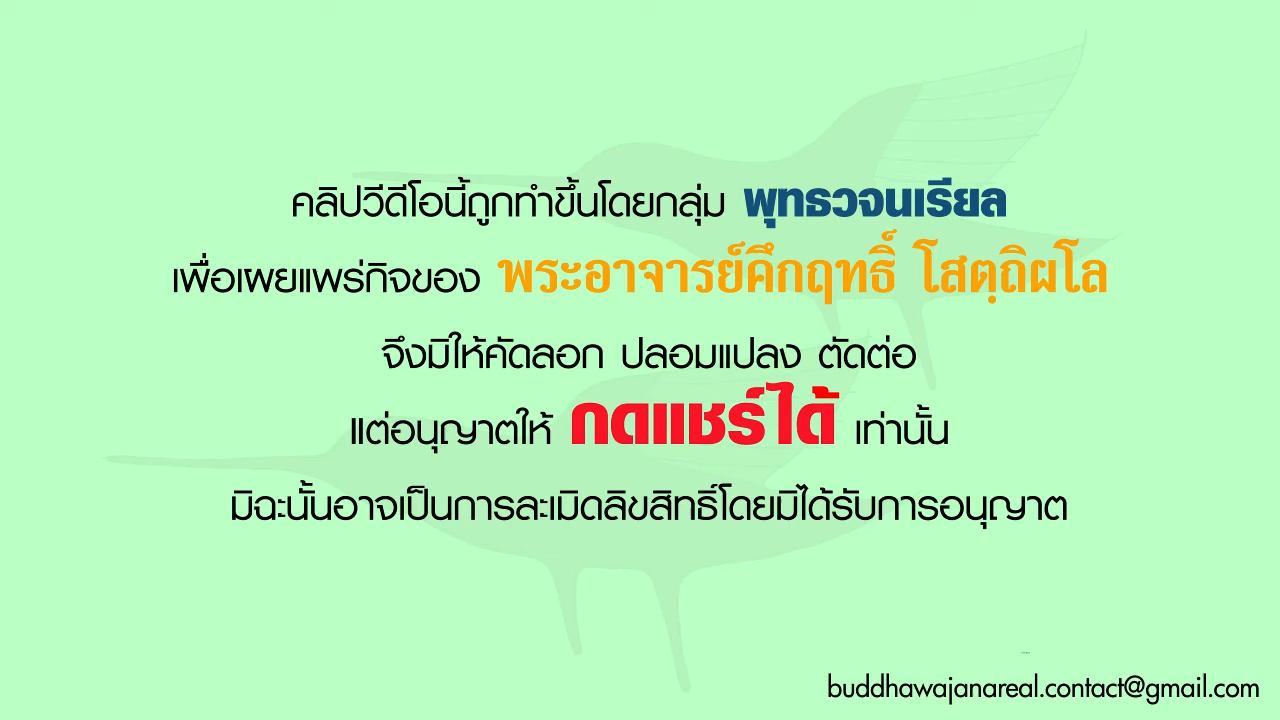 คลิปวีดีโอนี้ถูกทำขึ้นโดยกลุ่ม พุทธวจนเรียล
เพื่อเผยแพร่กิจของ พระอาจารย์คึกฤทธิ์ โสตฺถิผโล
จึงมิให้คัดลอก ปลอมแปลง ตัดต่อ
แต่อนุญาตให้ กดแชร์ได้ เท่านั้น
มิฉะนั้นอาจเป็นการละเมิดลิขสิทธิ์โดยมิได้รับการอนุญาต
buddhawajanareal.contact@gmail.com